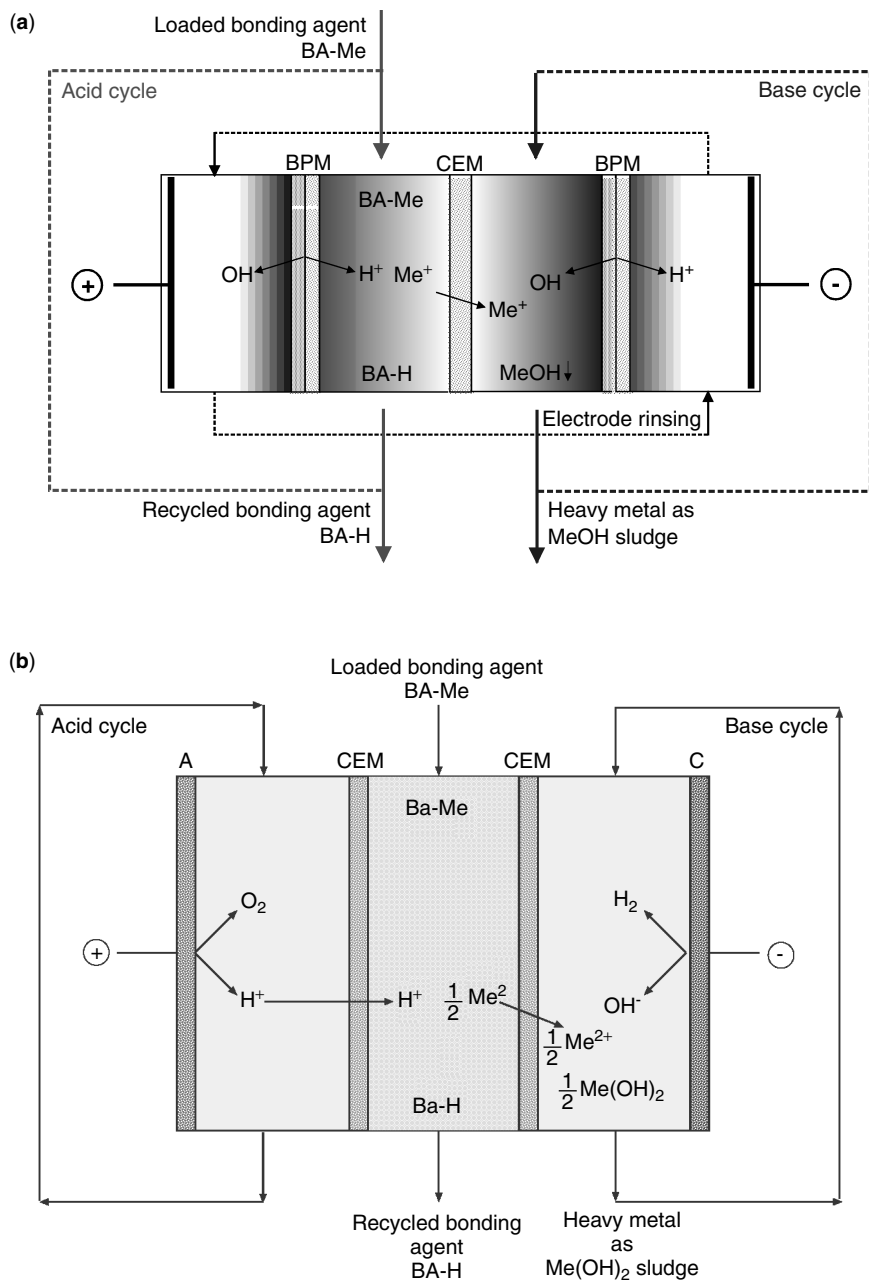 (a)
Loaded bonding agent
BA-Me
Acid cycle
Base cycle
BPM
CEM
BPM
BA-Me
OH
H⁺
Me⁺
OH
H⁺
Me⁺
+
-
BA-H
MeOH↓
Electrode rinsing
Recycled bonding agent
BA-H
Heavy metal as
MeOH sludge
(b)
Loaded bonding agent
BA-Me
Acid cycle
Base cycle
A
CEM
CEM
C
Ba-Me
O₂
H₂
+
-
H⁺
H⁺
½ Me²
OH⁻
½ Me²⁺
½ Me(OH)₂
Ba-H
Recycled bonding
agent
BA-H
Heavy metal
as
Me(OH)₂ sludge